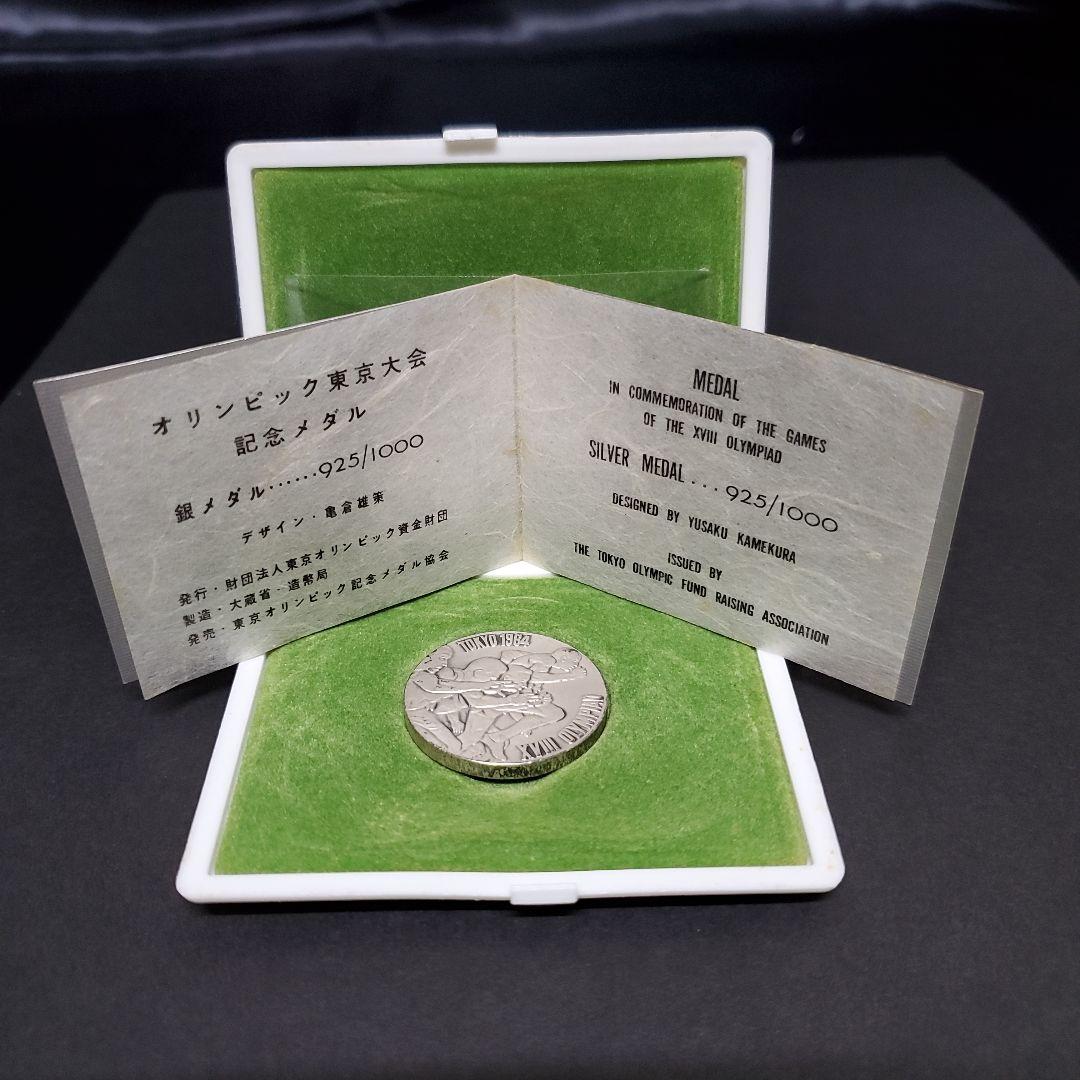 オリンピック東京大会
記念メダル
銀メダル······925/1000
デザイン・亀倉雄策
発行・財団法人東京オリンピック資金財団
製造・大蔵省・造幣局
発売・東京オリンピック記念メダル協会
MEDAL
IN COMMEMORATION OF THE GAMES
OF THE XVIII OLYMPIAD
SILVER MEDAL...925/1000
DESIGNED BY YUSAKU KAMEKURA
ISSUED BY
THE TOKYO OLYMPIC FUND RAISING ASSOCIATION
TOKYO 1964
XVIII OLYMPIAD